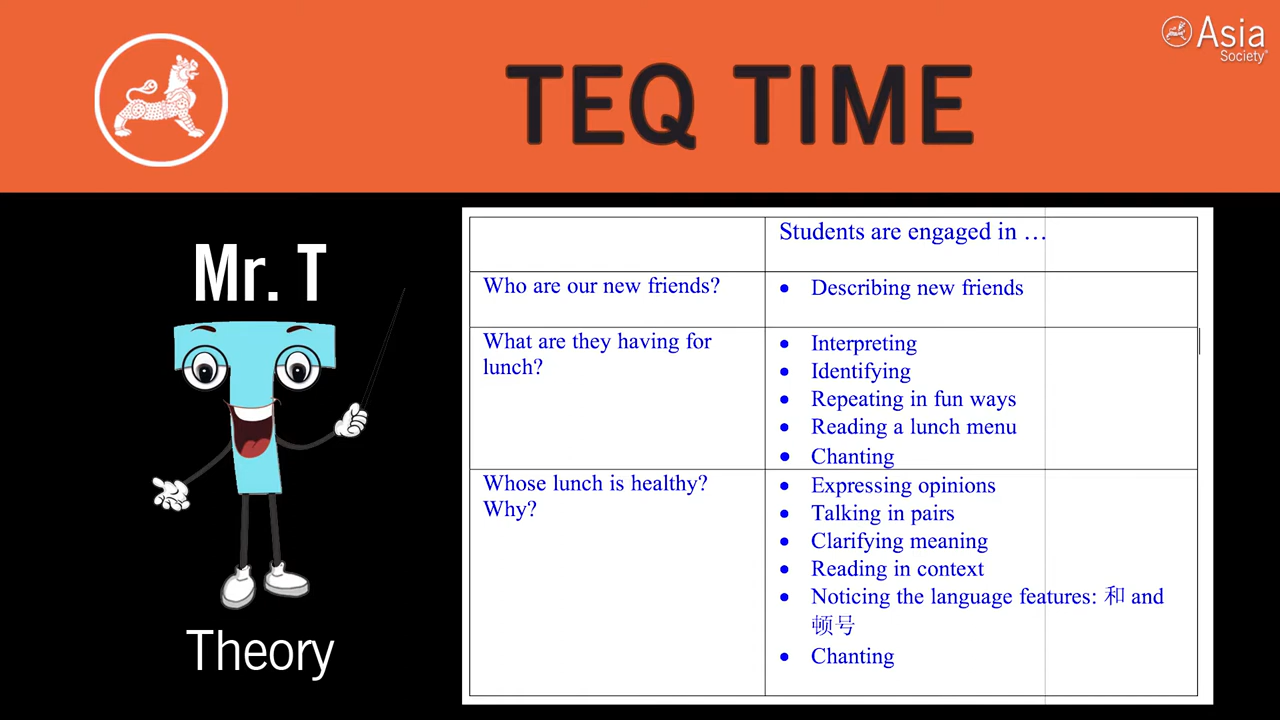 Asia
Society
TEQ TIME
Mr. T
Theory
Students are engaged in …
Who are our new friends?
• Describing new friends
What are they having for
lunch?
• Interpreting
• Identifying
• Repeating in fun ways
• Reading a lunch menu
• Chanting
Whose lunch is healthy?
Why?
• Expressing opinions
• Talking in pairs
• Clarifying meaning
• Reading in context
• Noticing the language features: 和 and
顿号
• Chanting